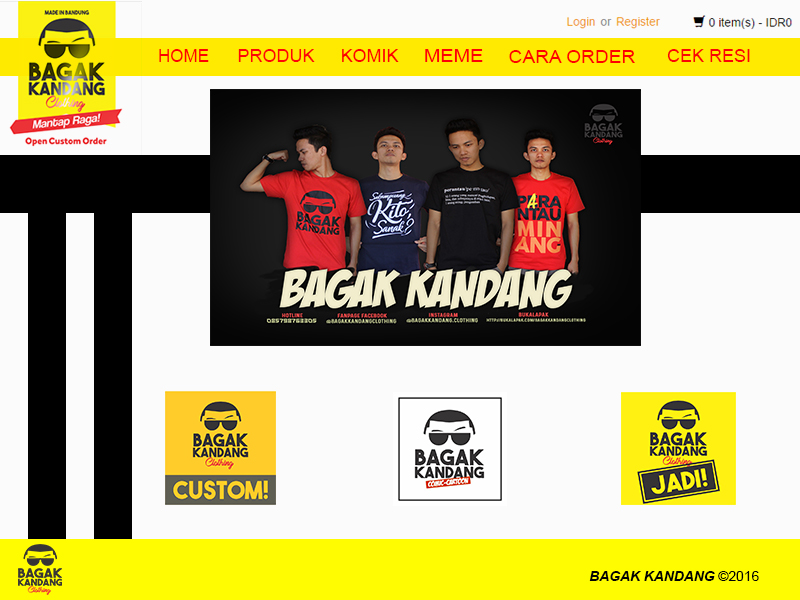 MADE IN BANDUNG
BAGAK
KANDANG
Clothing
Mantap Raga!
Open Custom Order
Login or Register
0 item(s) - IDR0
HOME PRODUK KOMIK MEME CARA ORDER CEK RESI
BAGAK
KANDANG
Clothing
BAGAK
KANDANG
Kito
Sanak?
PARA
NTAU
MIN
ANG
BAGAK KANDANG
HOTLINE FANPAGE FACEBOOK INSTAGRAM BUKALAPAK
@BAGAKKANDANGCLOTHING @BAGAKKANDANG.CLOTHING HTTP://BUKALAPAK.COM/BAGAKKANDANGCLOTHING
BAGAK
KANDANG
Clothing
CUSTOM!
BAGAK
KANDANG
COMIC-CARTOON
BAGAK
KANDANG
Clothing
JADI!
BAGAK
KANDANG
Clothing
BAGAK KANDANG ©2016